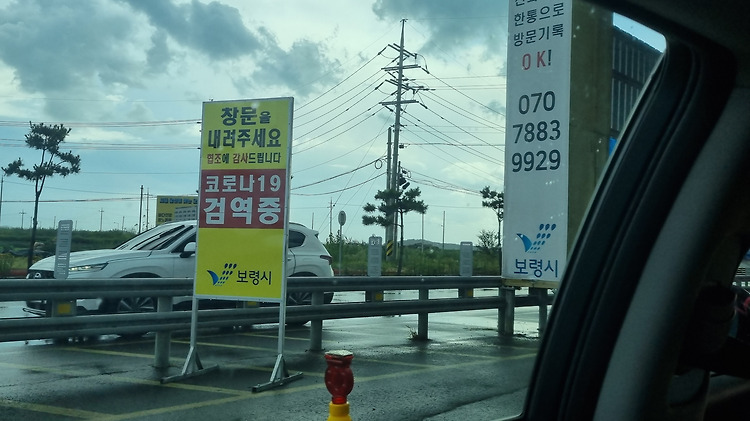 창문을
내려주세요
협조에 감사드립니다
코로나19
검역중
보령시
한통으로
방문기록
OK!
070
7883
9929
보령시